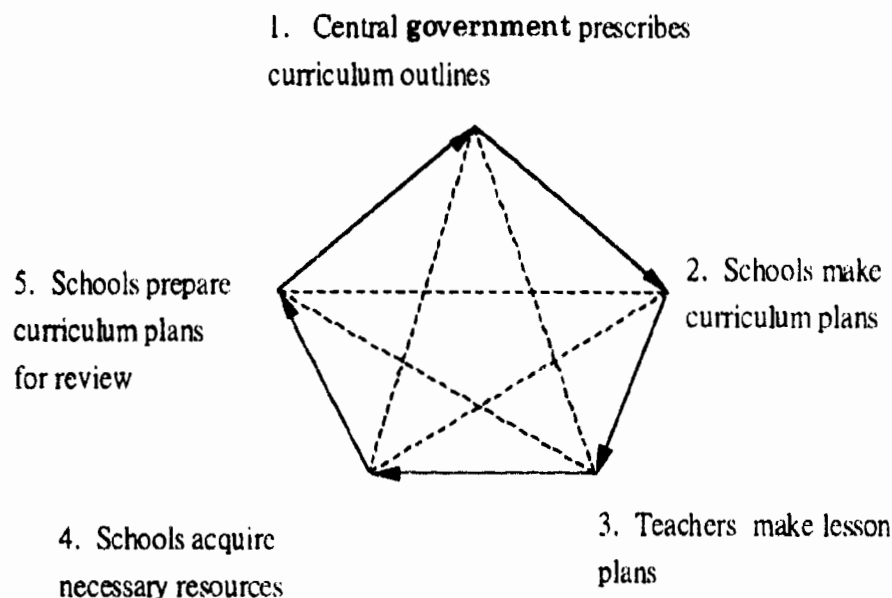 1. Central government prescribes
curriculum outlines
5. Schools prepare
curriculum plans
for review
2. Schools make
curriculum plans
4. Schools acquire
necessary resources
3. Teachers make lesson
plans